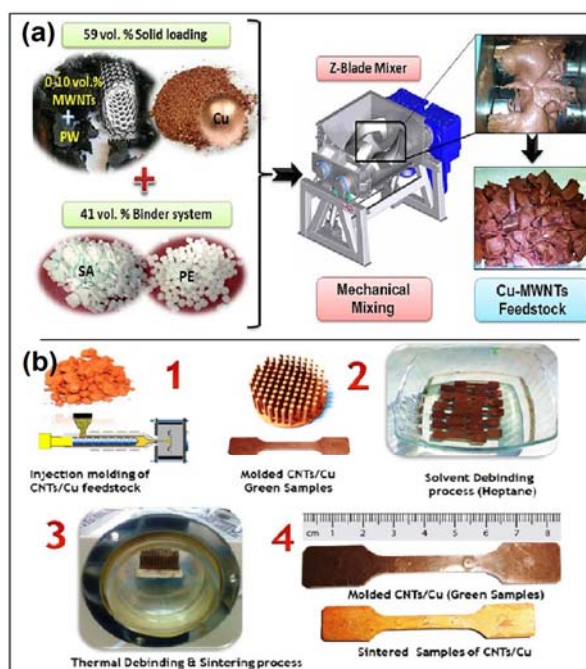 (a)
59 vol. % Solid loading
0-10 vol.%
MWNTs
+
PW
Cu
+
41 vol. % Binder system
SA
PE
Z-Blade Mixer
Mechanical
Mixing
Cu-MWNTs
Feedstock
(b)
1
Injection molding of
CNTs/Cu feedstock
Molded CNTs/Cu
Green Samples
2
Solvent Debinding
process (Heptane)
3
Thermal Debinding & Sintering process
4
cm 1 2 3 4 5 6 7 8
Molded CNTs/Cu (Green Samples)
Sintered Samples of CNTs/Cu